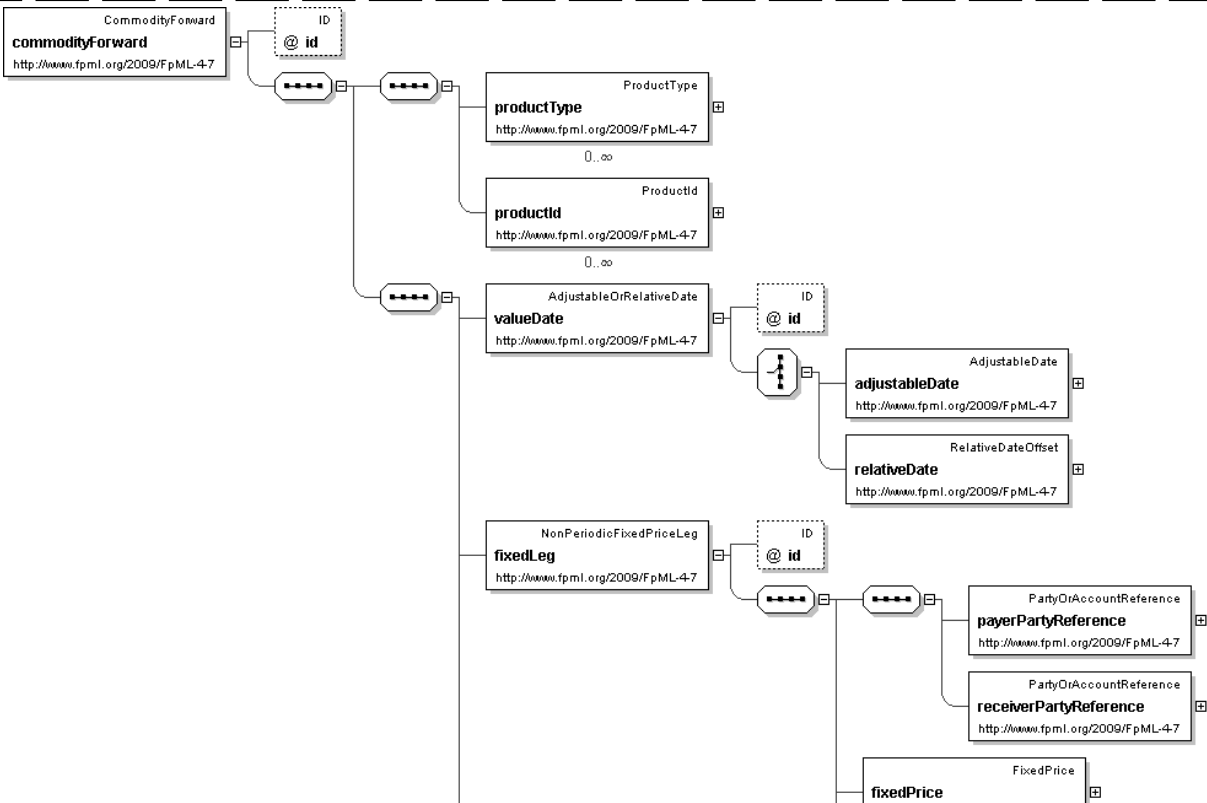 CommodityForward
commodityForward
http://www.fpml.org/2009/FpML-4-7
ID
@ id
ProductType
productType
http://www.fpml.org/2009/FpML-4-7
0..∞
ProductId
productId
http://www.fpml.org/2009/FpML-4-7
0..∞
AdjustableOrRelativeDate
valueDate
http://www.fpml.org/2009/FpML-4-7
ID
@ id
AdjustableDate
adjustableDate
http://www.fpml.org/2009/FpML-4-7
RelativeDateOffset
relativeDate
http://www.fpml.org/2009/FpML-4-7
NonPeriodicFixedPriceLeg
fixedLeg
http://www.fpml.org/2009/FpML-4-7
ID
@ id
PartyOrAccountReference
payerPartyReference
http://www.fpml.org/2009/FpML-4-7
PartyOrAccountReference
receiverPartyReference
http://www.fpml.org/2009/FpML-4-7
FixedPrice
fixedPrice